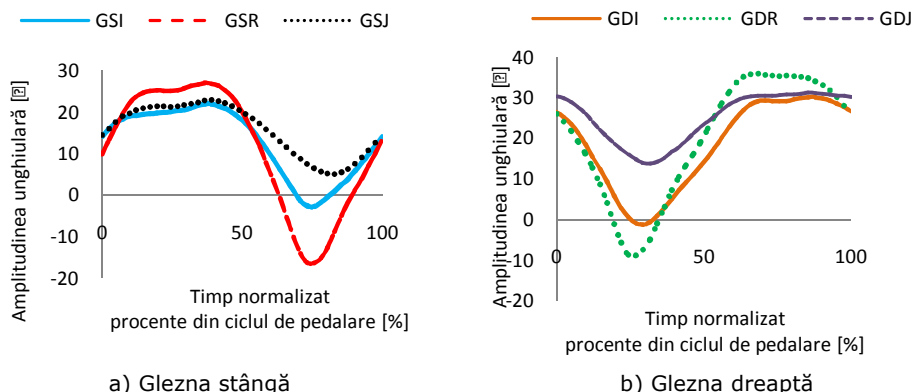 GSI GSR GSJ
Amplitudinea unghiulară [⍰]
30
20
10
0
-10
-20
0 50 100
Timp normalizat
procente din ciclul de pedalare [%]
a) Glezna stângă
GDI GDR GDJ
Amplitudinea unghiulară [⍰]
40
30
20
10
0
-10
-20
0 50 100
Timp normalizat
procente din ciclul de pedalare [%]
b) Glezna dreaptă